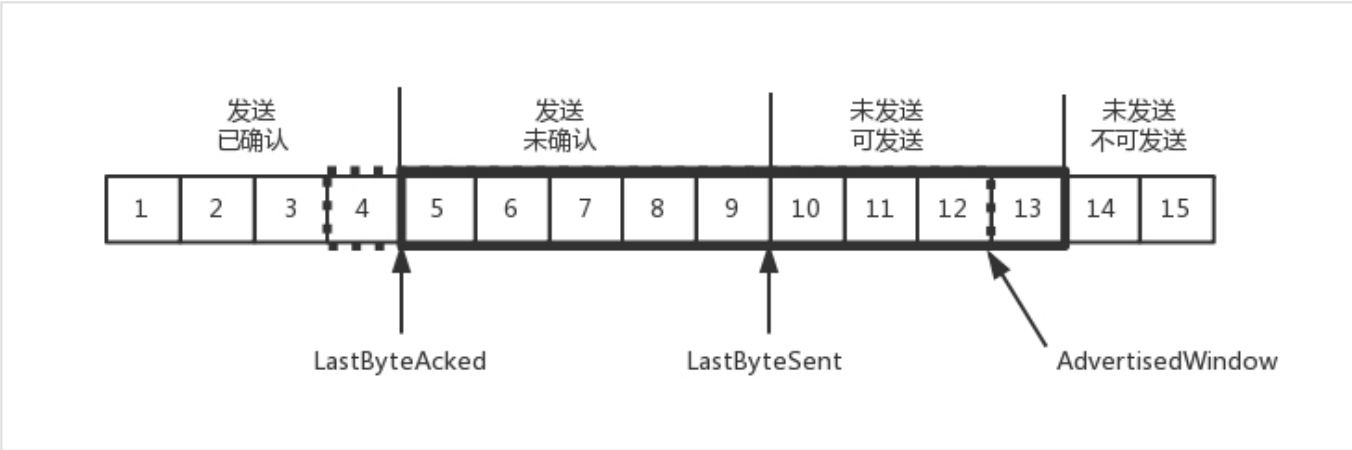 发送
已确认
发送
未确认
未发送
可发送
未发送
不可发送
1 2 3 4 5 6 7 8 9 10 11 12 13 14 15
LastByteAcked
LastByteSent
AdvertisedWindow